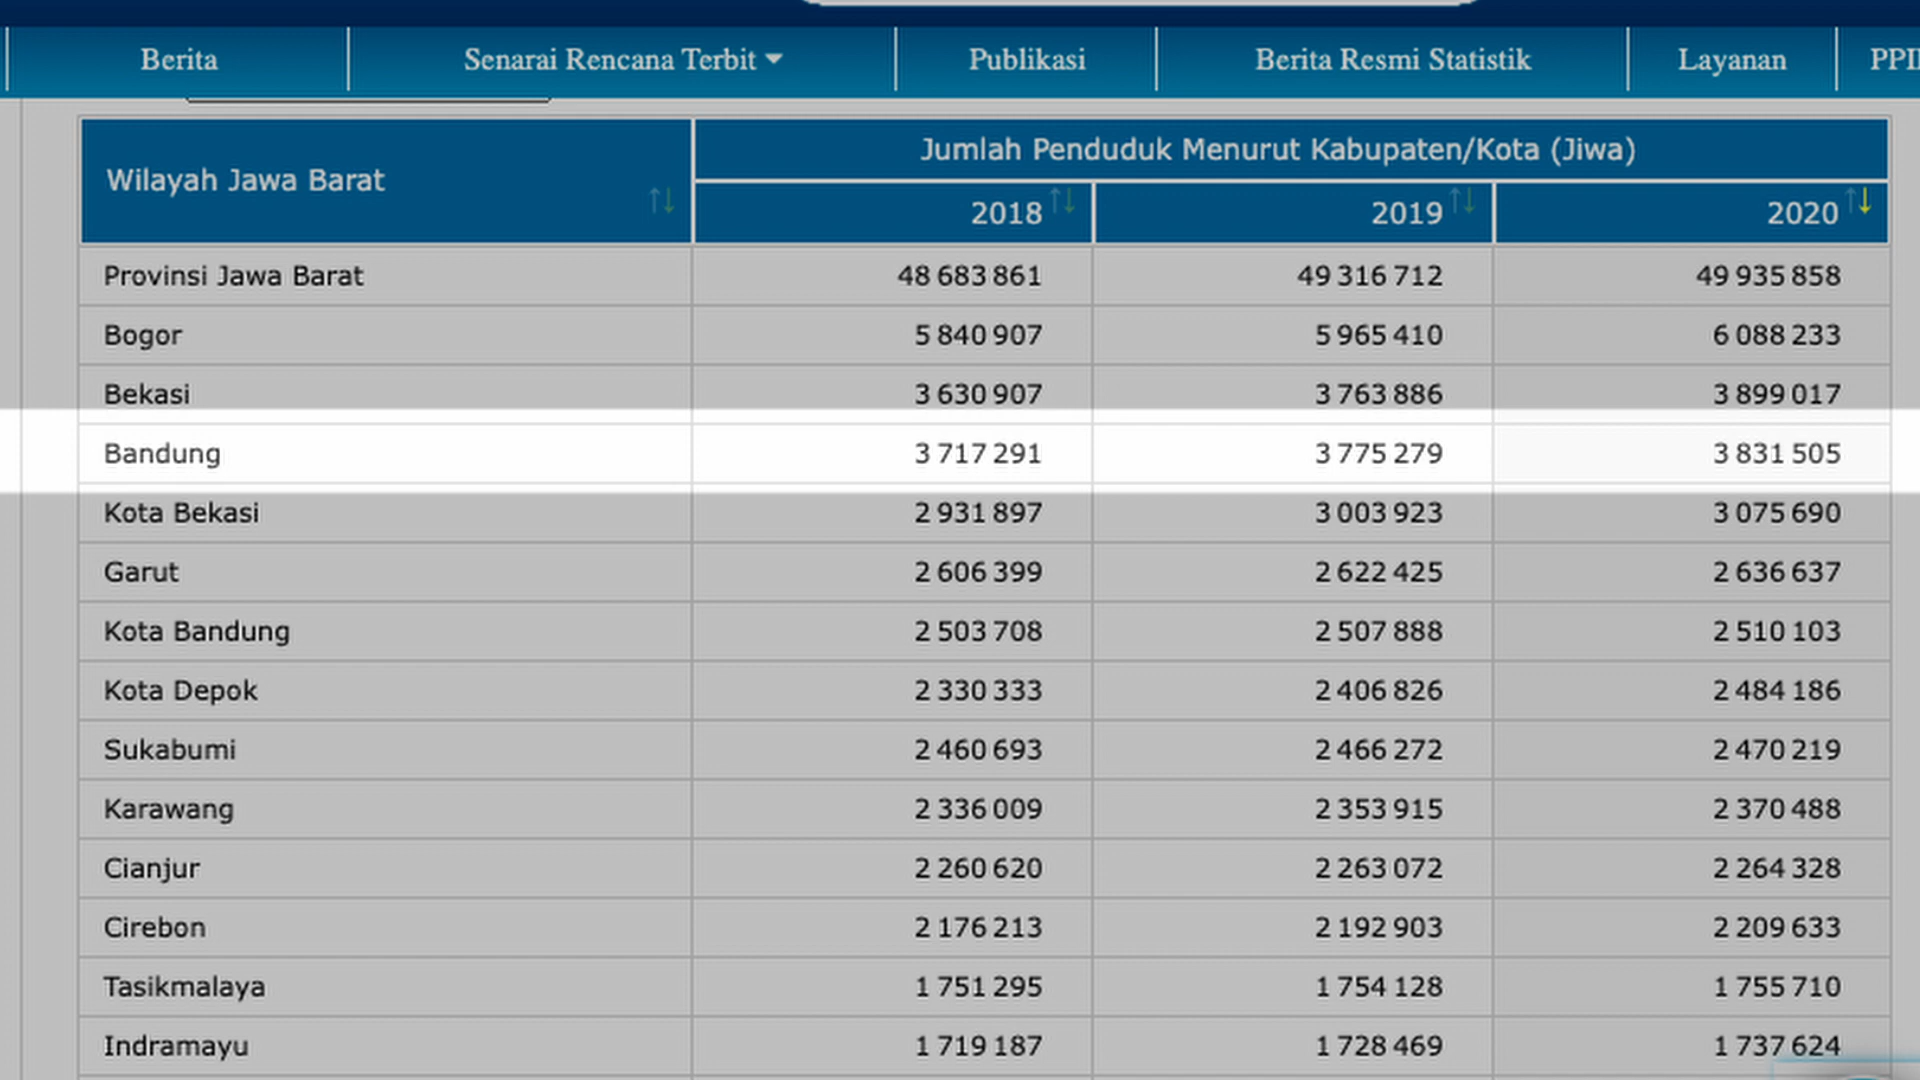 Berita Senarai Rencana Terbit Publikasi Berita Resmi Statistik Layanan
Wilayah Jawa Barat Jumlah Penduduk Menurut Kabupaten/Kota (Jiwa)
2018 2019 2020
Provinsi Jawa Barat 48 683 861 49 316 712 49 935 858
Bogor 5 840 907 5 965 410 6 088 233
Bekasi 3 630 907 3 763 886 3 899 017
Bandung 3 717 291 3 775 279 3 831 505
Kota Bekasi 2 931 897 3 003 923 3 075 690
Garut 2 606 399 2 622 425 2 636 637
Kota Bandung 2 503 708 2 507 888 2 510 103
Kota Depok 2 330 333 2 406 826 2 484 186
Sukabumi 2 460 693 2 466 272 2 470 219
Karawang 2 336 009 2 353 915 2 370 488
Cianjur 2 260 620 2 263 072 2 264 328
Cirebon 2 176 213 2 192 903 2 209 633
Tasikmalaya 1 751 295 1 754 128 1 755 710
Indramayu 1 719 187 1 728 469 1 737 624